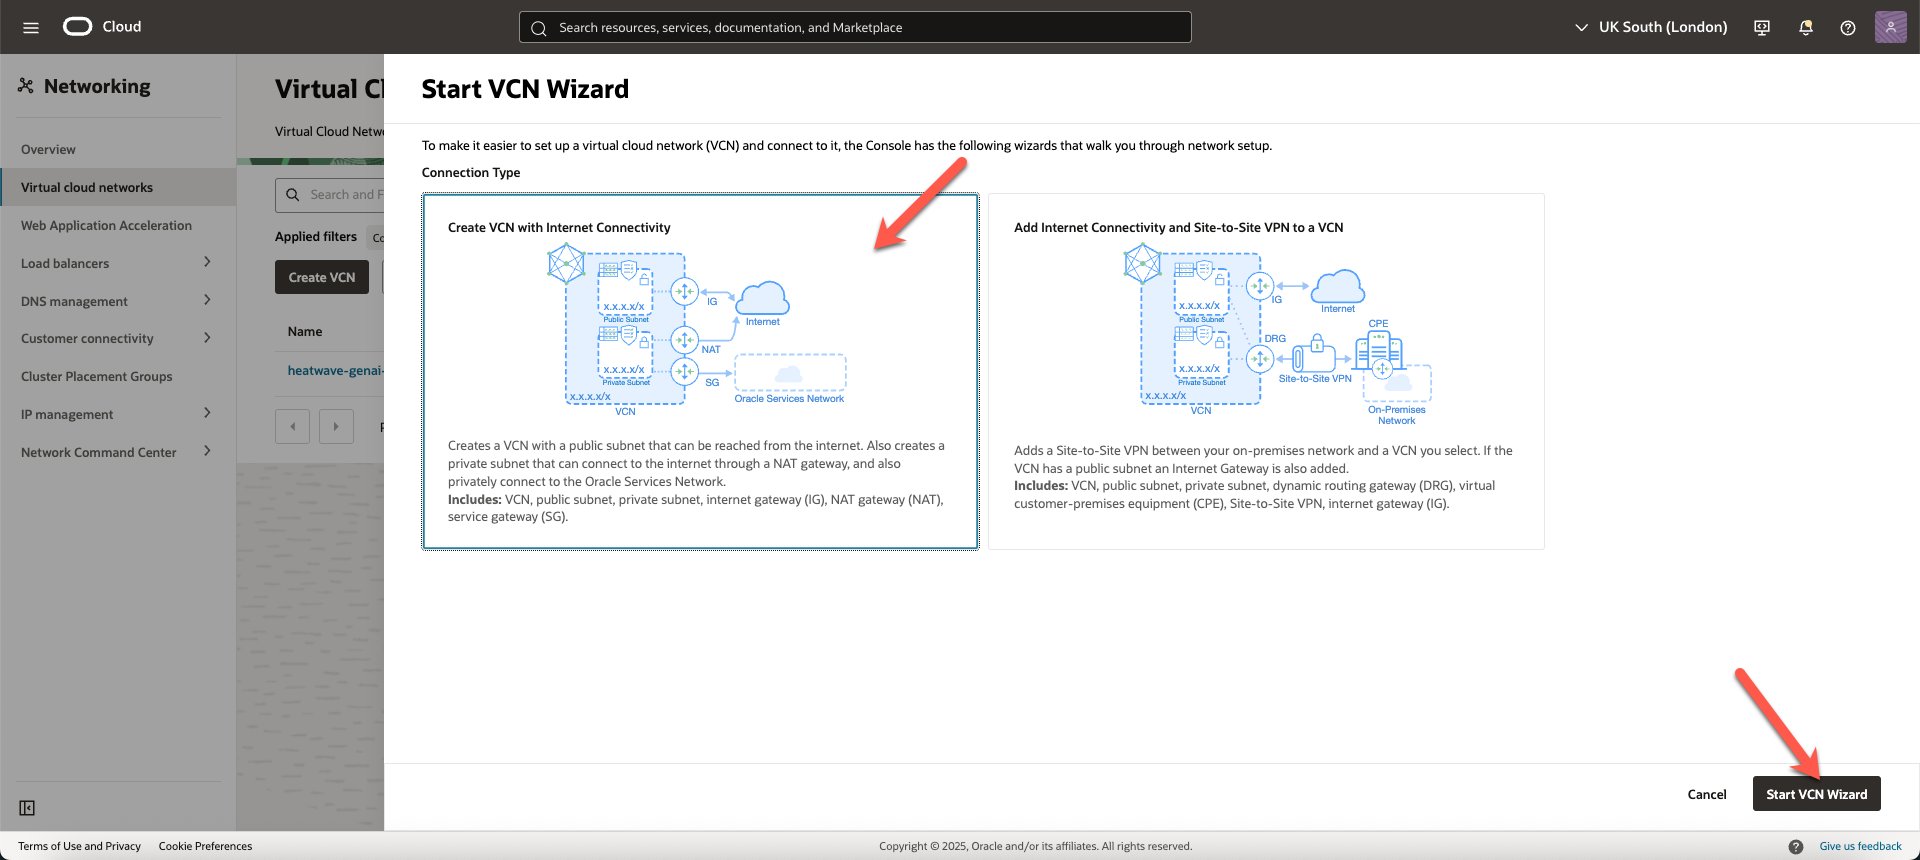 Cloud
Search resources, services, documentation, and Marketplace
UK South (London)
Networking
Overview
Virtual cloud networks
Web Application Acceleration
Load balancers
DNS management
Customer connectivity
Cluster Placement Groups
IP management
Network Command Center
Virtual Cl
Virtual Cloud Netw
Search and F
Applied filters Co
Create VCN
Name
heatwave-genai-
Start VCN Wizard
To make it easier to set up a virtual cloud network (VCN) and connect to it, the Console has the following wizards that walk you through network setup.
Connection Type
Create VCN with Internet Connectivity
x.x.x.x/x
Public Subnet
IG
Internet
NAT
x.x.x.x/x
Private Subnet
SG
x.x.x.x/x
Oracle Services Network
VCN
Creates a VCN with a public subnet that can be reached from the internet. Also creates a
private subnet that can connect to the internet through a NAT gateway, and also
privately connect to the Oracle Services Network.
Includes: VCN, public subnet, private subnet, internet gateway (IG), NAT gateway (NAT),
service gateway (SG).
Add Internet Connectivity and Site-to-Site VPN to a VCN
x.x.x.x/x
Public Subnet
IG
Internet
CPE
DRG
x.x.x.x/x
Private Subnet
Site-to-Site VPN
x.x.x.x/x
VCN
On-Premises
Network
Adds a Site-to-Site VPN between your on-premises network and a VCN you select. If the
VCN has a public subnet an Internet Gateway is also added.
Includes: VCN, public subnet, private subnet, dynamic routing gateway (DRG), virtual
customer-premises equipment (CPE), Site-to-Site VPN, internet gateway (IG).
Cancel
Start VCN Wizard
Terms of Use and Privacy
Cookie Preferences
Copyright © 2025, Oracle and/or its affiliates. All rights reserved.
Give us feedback